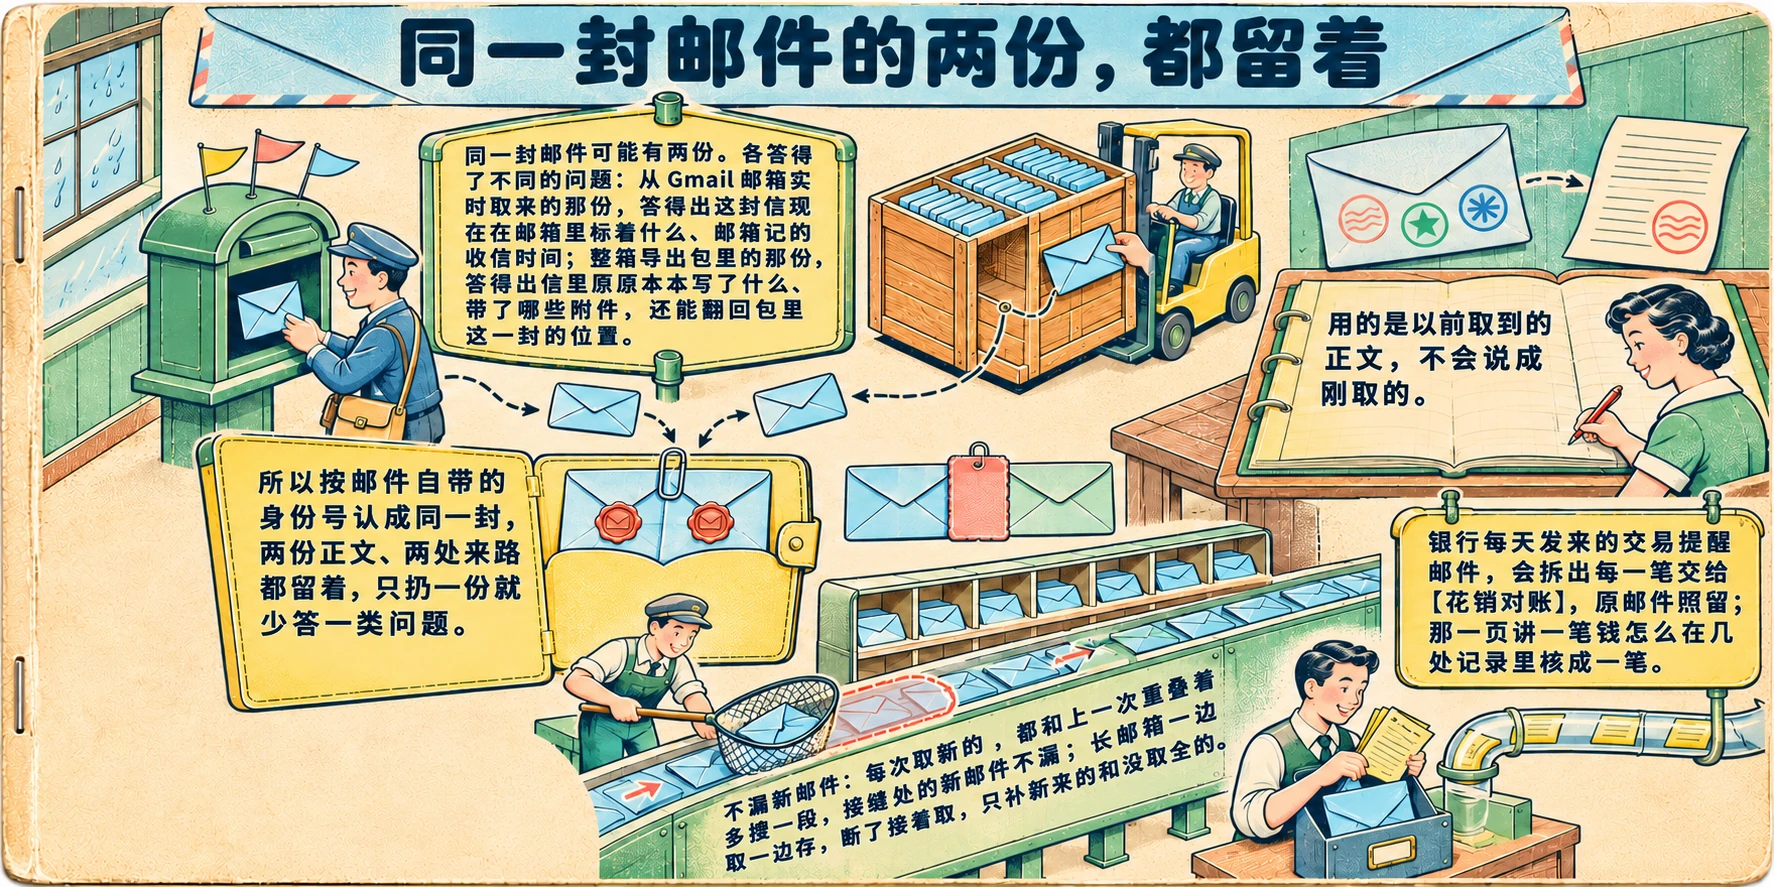 同一封邮件的两份，都留着
同一封邮件可能有两份。各答得
了不同的问题：从 Gmail 邮箱实
时取来的那份，答得出这封信现
在在邮箱里标着什么、邮箱记的
收信时间；整箱导出包里的那份，
答得出信里原原本本写了什么、
带了哪些附件，还能翻回包里
这一封的位置。
用的是以前取到的
正文，不会说成
刚取的。
所以按邮件自带的
身份号认成同一封，
两份正文、两处来路
都留着，只扔一份就
少答一类问题。
银行每天发来的交易提醒
邮件，会拆出每一笔交给
【花销对账】，原邮件照留；
那一页讲一笔钱怎么在几
处记录里核成一笔。
不漏新邮件：每次取新的，都和上一次重叠着
多搜一段，接缝处的新邮件不漏；长邮箱一边
取一边存，断了接着取，只补新来的和没取全的。